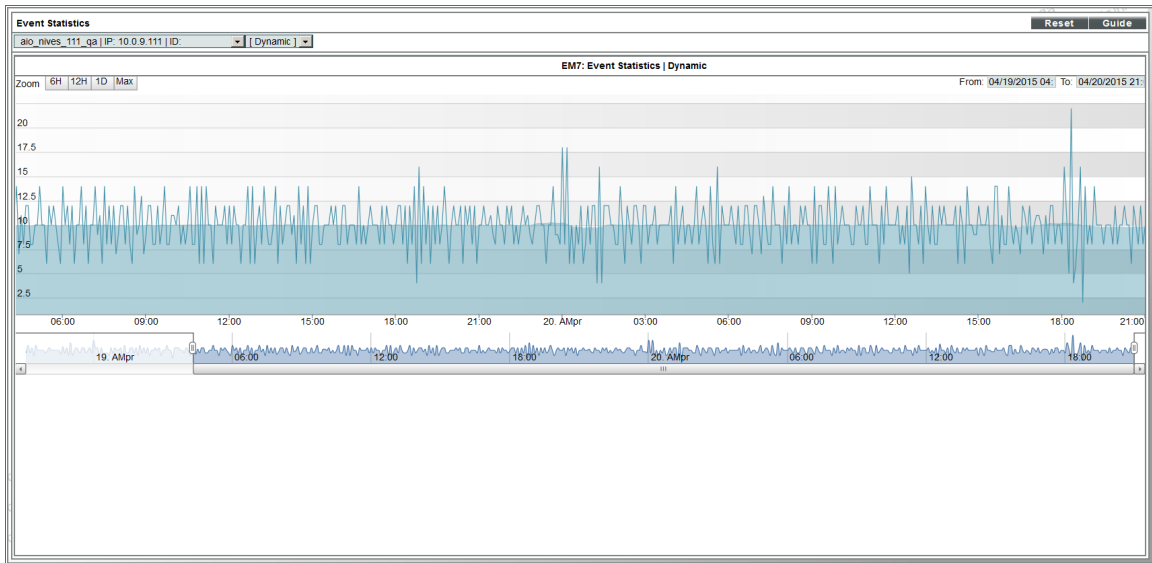 Event Statistics
Reset Guide
aio_nives_111_qa | IP: 10.0.9.111 | ID: [ Dynamic ]
EM7: Event Statistics | Dynamic
Zoom 6H 12H 1D Max From: 04/19/2015 04: To: 04/20/2015 21:
20
17.5
15
12.5
10
7.5
5
2.5
06:00 09:00 12:00 15:00 18:00 21:00 20. AMpr 03:00 06:00 09:00 12:00 15:00 18:00 21:00
19. AMpr 06:00 12:00 18:00 20. AMpr 06:00 12:00 18:00